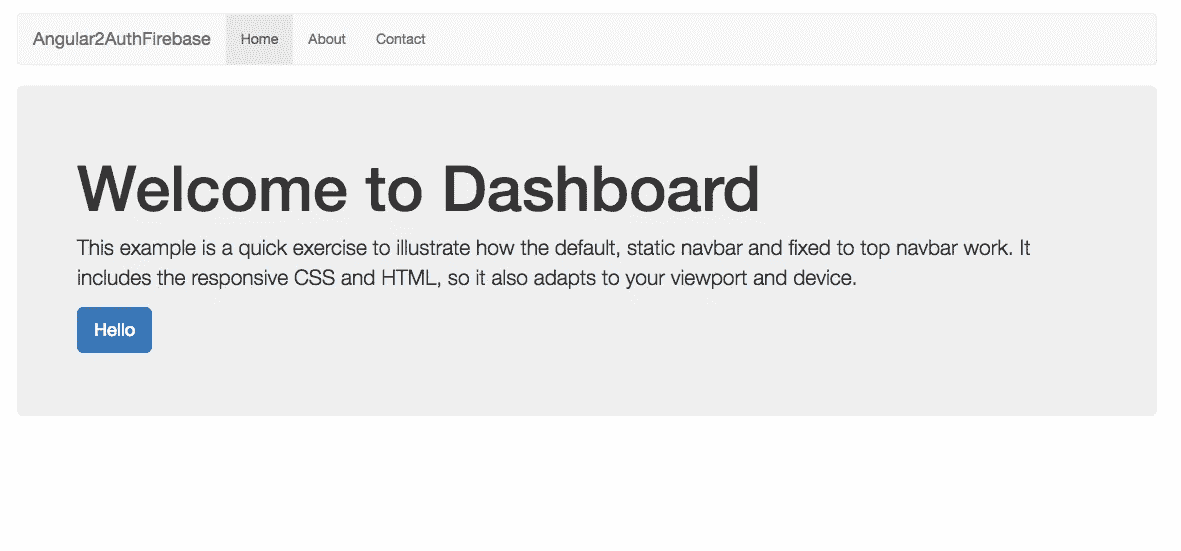 Angular2AuthFirebase Home About Contact
Welcome to Dashboard
This example is a quick exercise to illustrate how the default, static navbar and fixed to top navbar work. It
includes the responsive CSS and HTML, so it also adapts to your viewport and device.
Hello